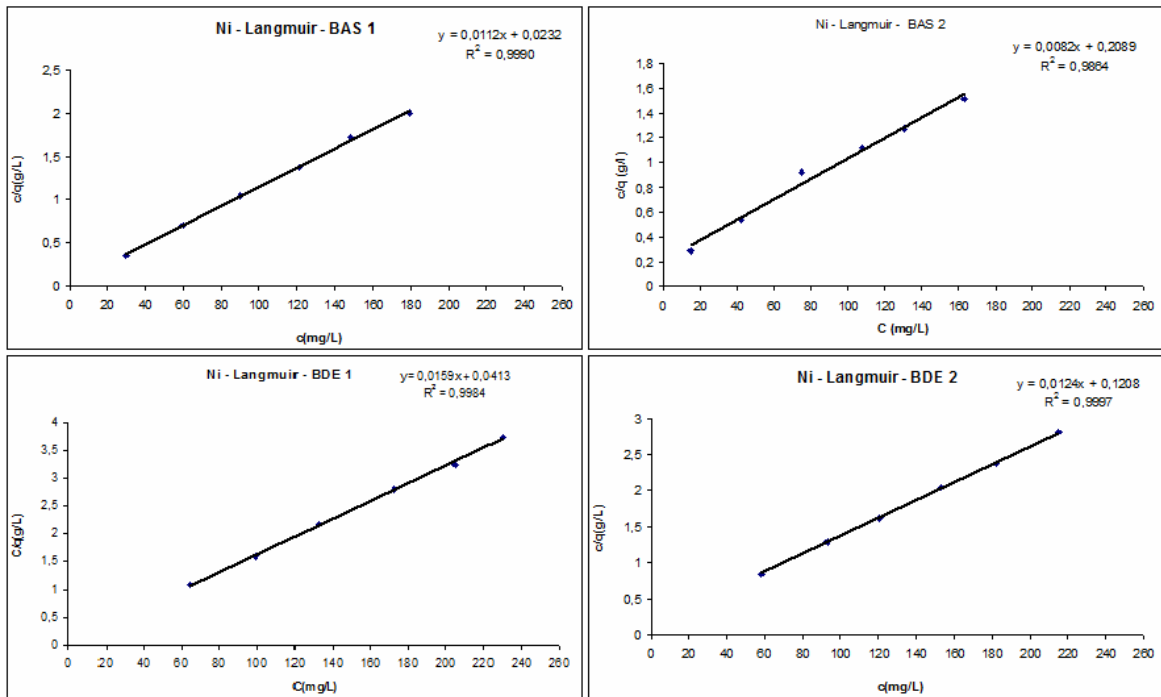 Ni - Langmuir - BAS 1
y = 0,0112x + 0,0232
R² = 0,9990
2,5
2
1,5
1
0,5
0
c/q(g/L)
0 20 40 60 80 100 120 140 160 180 200 220 240 260
c(mg/L)
Ni - Langmuir - BAS 2
y = 0,0082x + 0,2089
R² = 0,9864
1,8
1,6
1,4
1,2
1
0,8
0,6
0,4
0,2
0
c/q (g/l)
0 20 40 60 80 100 120 140 160 180 200 220 240 260
C (mg/L)
Ni - Langmuir - BDE 1
y= 0,0159x + 0,0413
R² = 0,9984
4
3,5
3
2,5
2
1,5
1
0,5
0
C/q(g/L)
0 20 40 60 80 100 120 140 160 180 200 220 240 260
C(mg/L)
Ni - Langmuir - BDE 2
y = 0,0124x + 0,1208
R² = 0,9997
3
2,5
2
1,5
1
0,5
0
c/q(g/L)
0 20 40 60 80 100 120 140 160 180 200 220 240 260
c(mg/L)